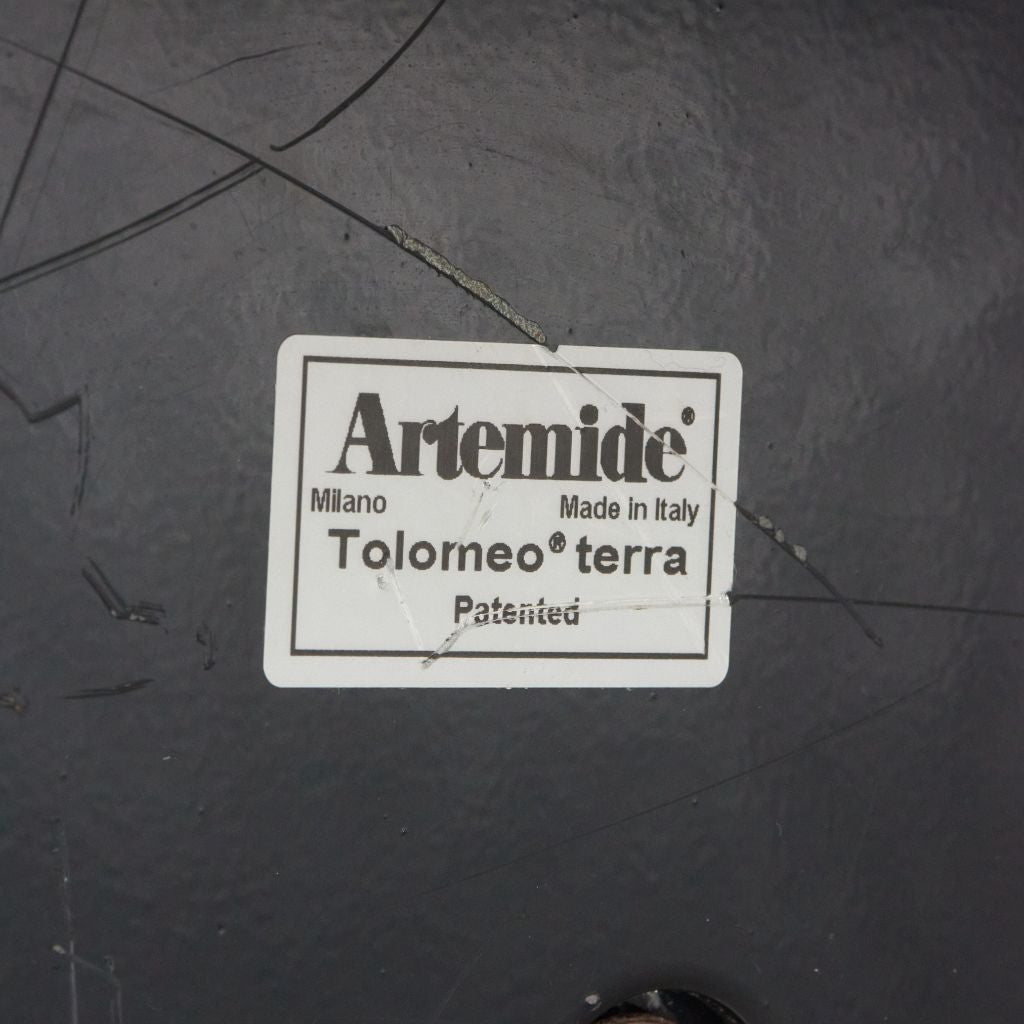 Artemide®
Milano Made in Italy
Tolomeo® terra
Patented